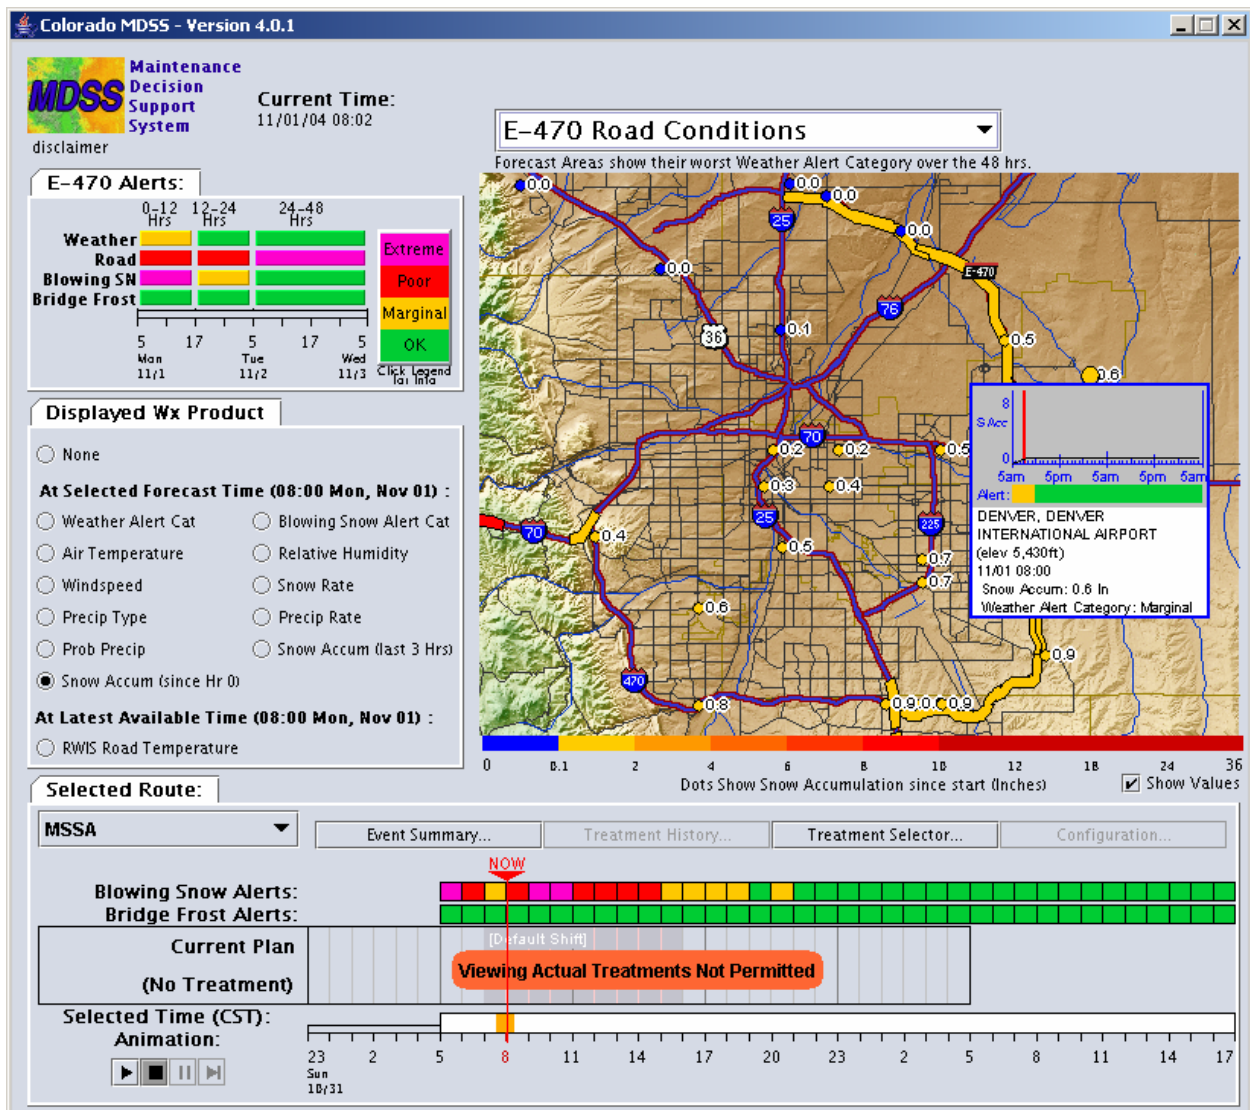 Colorado MDSS - Version 4.0.1
MDSS
Maintenance
Decision
Support
System
disclaimer
Current Time:
11/01/04 08:02
E-470 Road Conditions
Forecast Areas show their worst Weather Alert Category over the 48 hrs.
E-470 Alerts:
0-12 Hrs 12-24 Hrs 24-48 Hrs
Weather
Road
Blowing SN
Bridge Frost
Extreme
Poor
Marginal
OK
Click Legend
5 17 5 17 5
Mon Tue Wed
11/1 11/2 11/3
Displayed Wx Product
None
At Selected Forecast Time (08:00 Mon, Nov 01) :
Weather Alert Cat Blowing Snow Alert Cat
Air Temperature Relative Humidity
Windspeed Snow Rate
Precip Type Precip Rate
Prob Precip Snow Accum (last 3 Hrs)
Snow Accum (since Hr 0)
At Latest Available Time (08:00 Mon, Nov 01) :
RWIS Road Temperature
0.0 0.0 0.0
25 0.0
0.0 E-470
76
36 0.1 0.5
0.6
70
0.2 0.2 0.5
0.3 0.4
25 225
70 0.4 0.5
0.7
0.7
0.6
0.9
470
0.8 0.9 0.9
8
S Acc
0
5am 5pm 5am 5pm 5am
Alert:
DENVER, DENVER
INTERNATIONAL AIRPORT
(elev 5,430ft)
11/01 08:00
Snow Accum: 0.6 In
Weather Alert Category: Marginal
0 0.1 2 4 6 8 10 12 18 24 36
Dots Show Snow Accumulation since start (Inches)
Show Values
Selected Route:
MSSA
Event Summary... Treatment History... Treatment Selector... Configuration...
NOW
Blowing Snow Alerts:
Bridge Frost Alerts:
Current Plan
(No Treatment)
[Default Shift]
Viewing Actual Treatments Not Permitted
Selected Time (CST):
Animation:
23 2 5 8 11 14 17 20 23 2 5 8 11 14 17
Sun
10/31